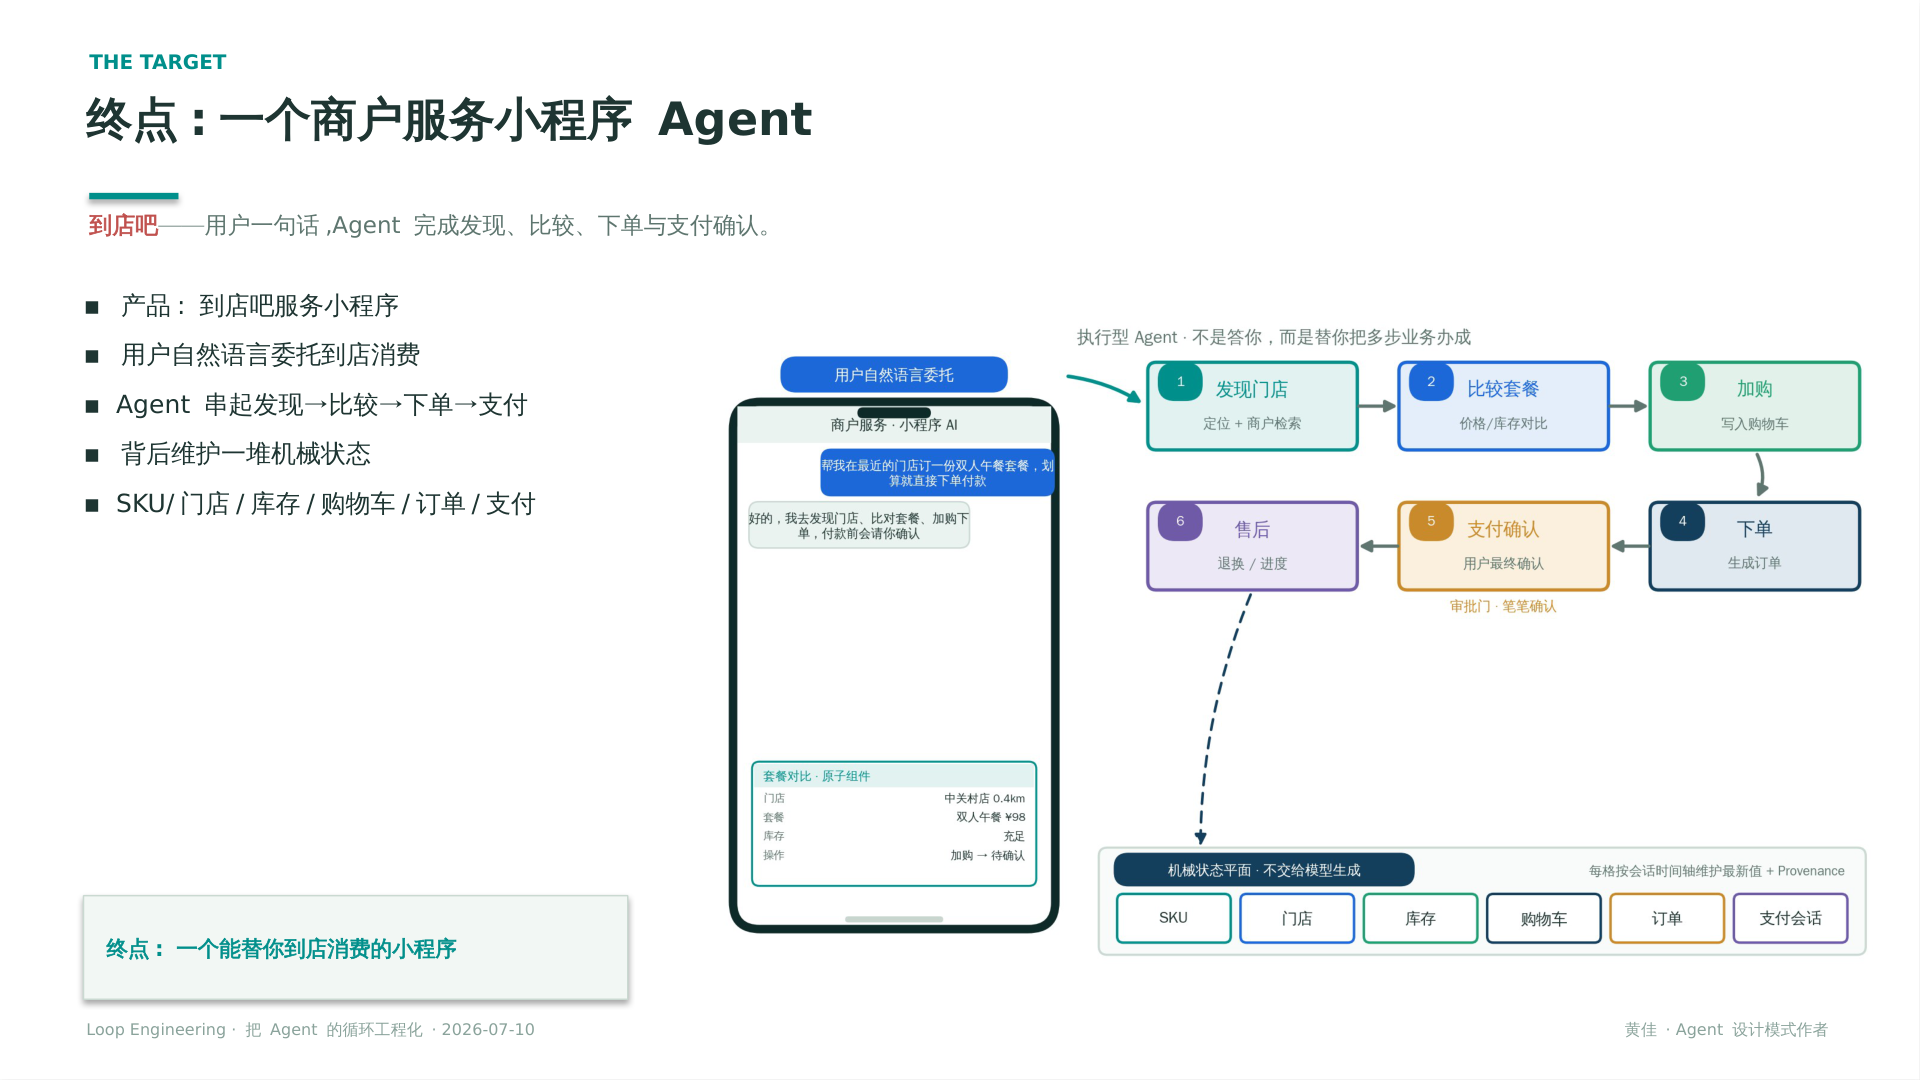 THE TARGET
终点：一个商户服务小程序 Agent
到店吧——用户一句话 ,Agent 完成发现、比较、下单与支付确认。
■ 产品： 到店吧服务小程序
■ 用户自然语言委托到店消费
■ Agent 串起发现→比较→下单→支付
■ 背后维护一堆机械状态
■ SKU/ 门店 / 库存 / 购物车 / 订单 / 支付
终点： 一个能替你到店消费的小程序
用户自然语言委托
商户服务 · 小程序 AI
帮我在最近的门店订一份双人午餐套餐，划
算就直接下单付款
好的，我去发现门店、比对套餐、加购下
单，付款前会请你确认
套餐对比 · 原子组件
门店 中关村店 0.4km
套餐 双人午餐 ¥98
库存 充足
操作 加购 → 待确认
执行型 Agent · 不是答你，而是替你把多步业务办成
1 发现门店
定位 + 商户检索
2 比较套餐
价格/库存对比
3 加购
写入购物车
4 下单
生成订单
5 支付确认
用户最终确认
审批门 · 笔笔确认
6 售后
退换 / 进度
机械状态平面 · 不交给模型生成
每格按会话时间轴维护最新值 + Provenance
SKU
门店
库存
购物车
订单
支付会话
Loop Engineering · 把 Agent 的循环工程化 · 2026-07-10
黄佳 · Agent 设计模式作者